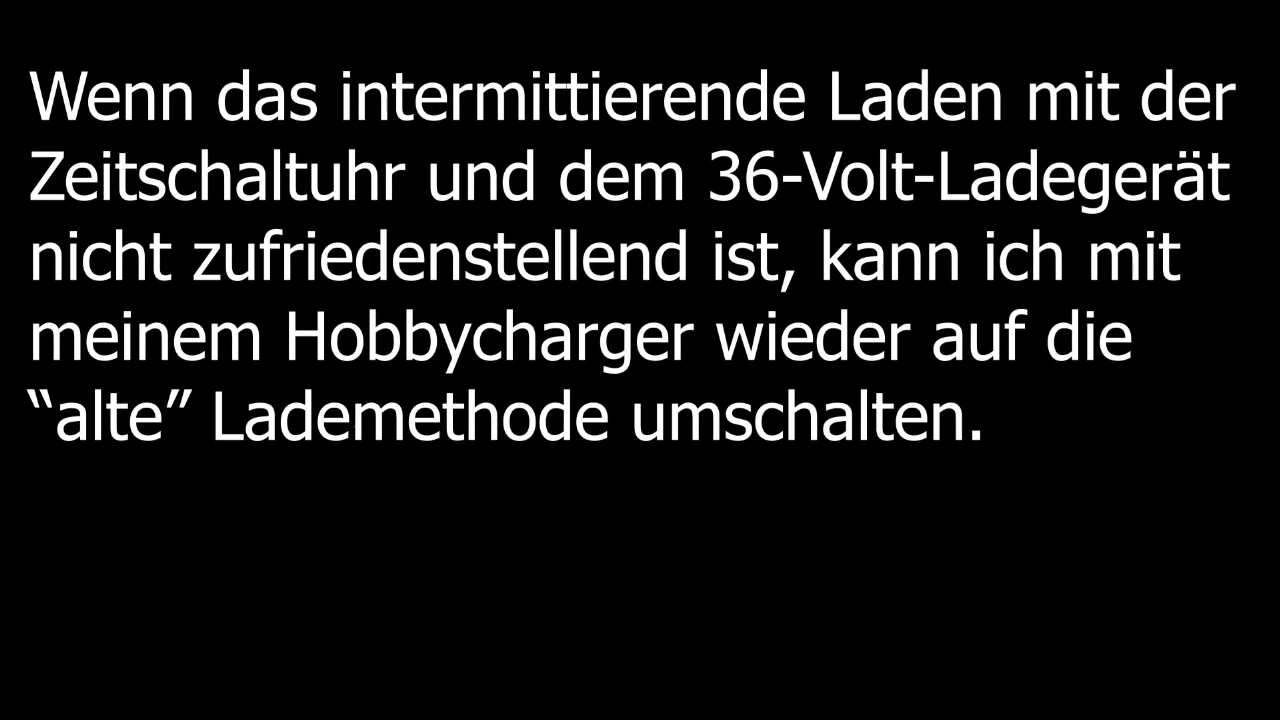 Wenn das intermittierende Laden mit der
Zeitschaltuhr und dem 36-Volt-Ladegerät
nicht zufriedenstellend ist, kann ich mit
meinem Hobbycharger wieder auf die
“alte” Lademethode umschalten.